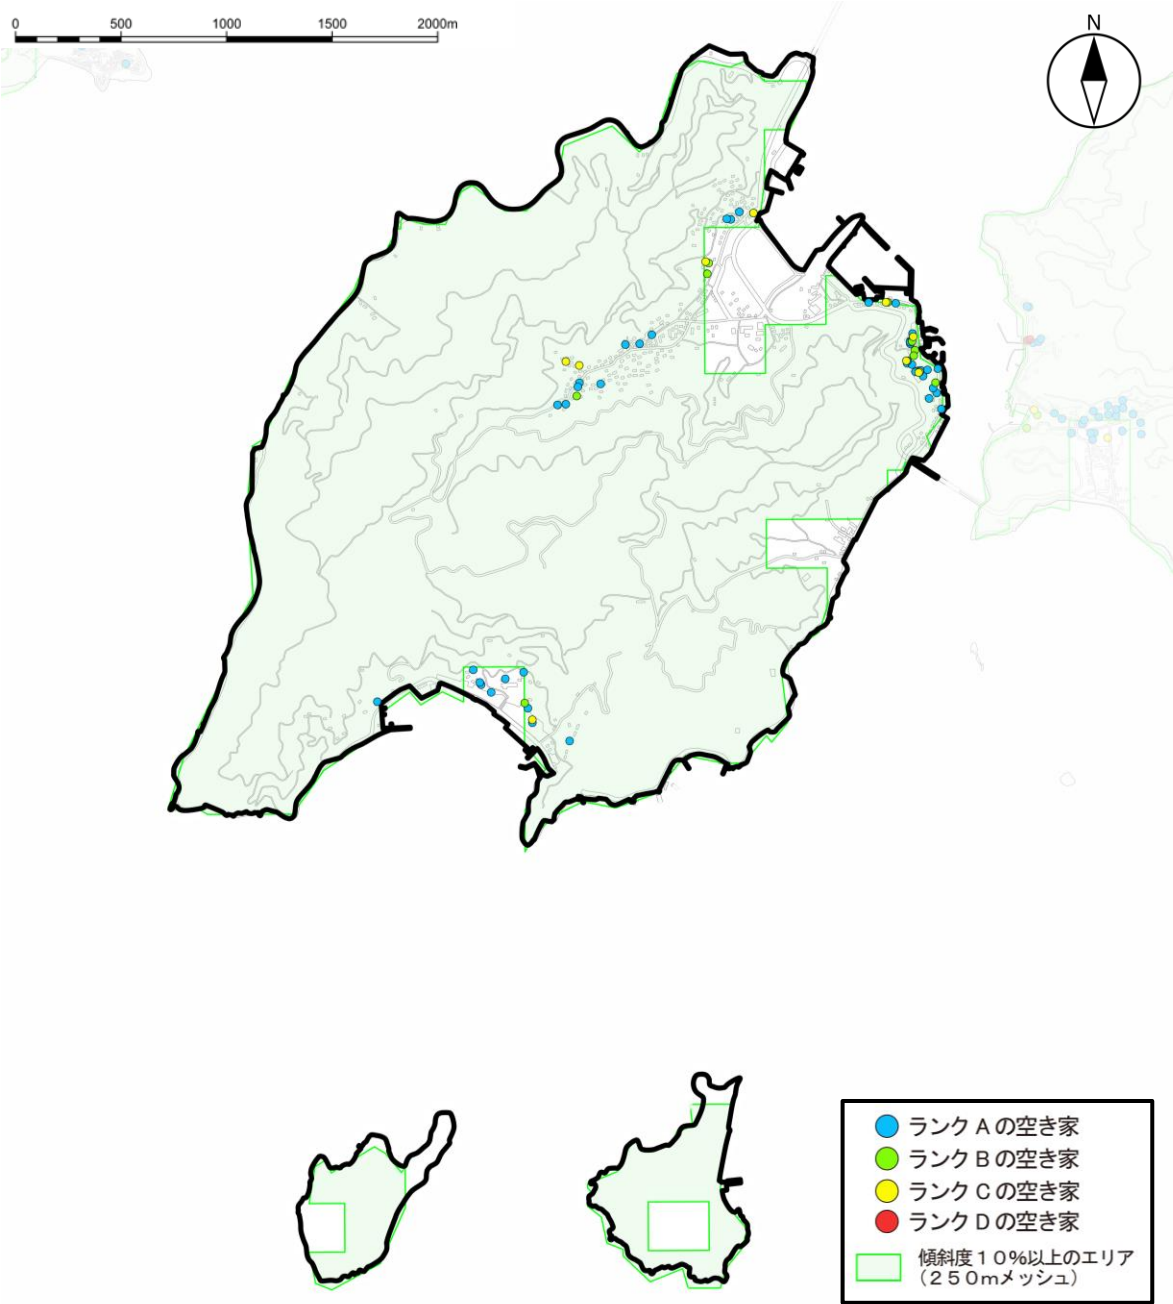 0 500 1000 1500 2000m
N
ランクAの空き家
ランクBの空き家
ランクCの空き家
ランクDの空き家
傾斜度10%以上のエリア
(250mメッシュ)